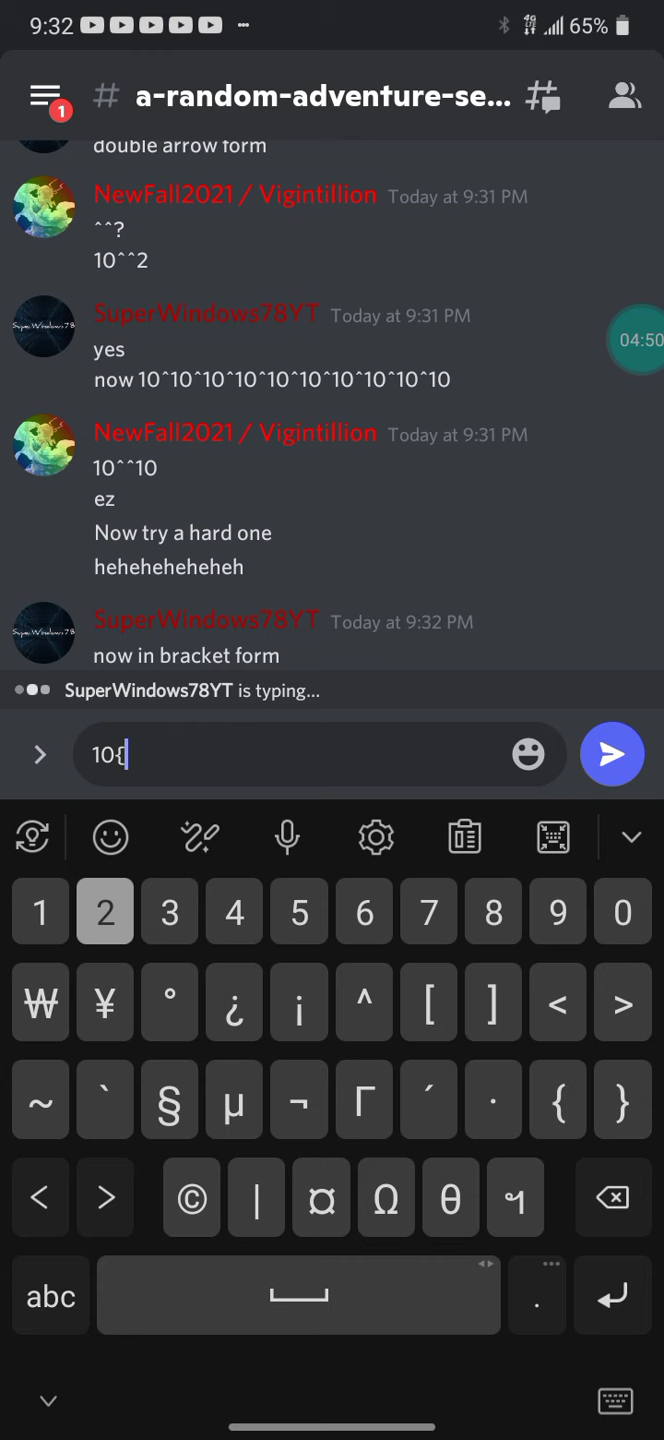 9:32
65%
1
# a-random-adventure-se...
double arrow form
NewFall2021 / Vigintillion Today at 9:31 PM
^^?
10^^2
SuperWindows78YT Today at 9:31 PM
yes
now 10^10^10^10^10^10^10^10^10^10
04:50
NewFall2021 / Vigintillion Today at 9:31 PM
10^^10
ez
Now try a hard one
heheheheheheh
SuperWindows78YT Today at 9:32 PM
now in bracket form
SuperWindows78YT is typing...
10{
1 2 3 4 5 6 7 8 9 0
₩ ¥ ° ¿ ¡ ^ [ ] < >
~ ` § µ ¬ Γ ´ · { }
< > © | ¤ Ω θ
abc .